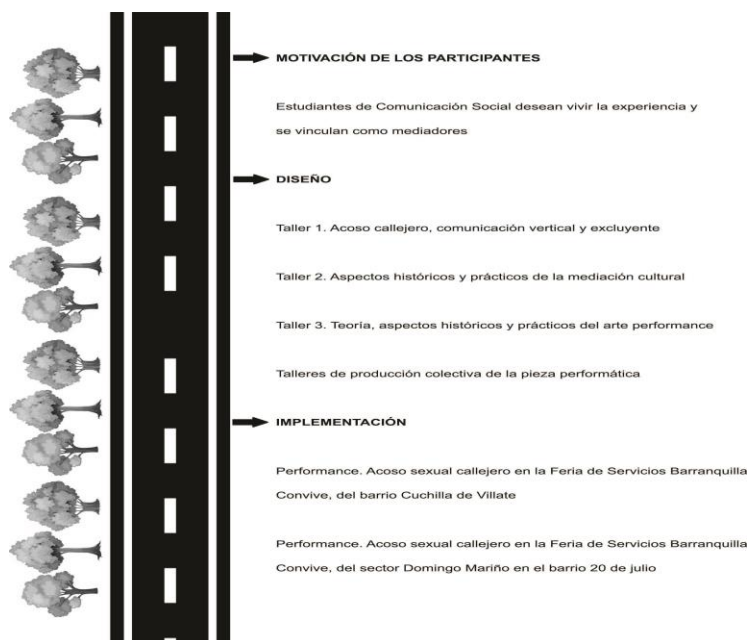 MOTIVACIÓN DE LOS PARTICIPANTES
Estudiantes de Comunicación Social desean vivir la experiencia y
se vinculan como mediadores
DISEÑO
Taller 1. Acoso callejero, comunicación vertical y excluyente
Taller 2. Aspectos históricos y prácticos de la mediación cultural
Taller 3. Teoría, aspectos históricos y prácticos del arte performance
Talleres de producción colectiva de la pieza performática
IMPLEMENTACIÓN
Performance. Acoso sexual callejero en la Feria de Servicios Barranquilla
Convive, del barrio Cuchilla de Villate
Performance. Acoso sexual callejero en la Feria de Servicios Barranquilla
Convive, del sector Domingo Mariño en el barrio 20 de julio